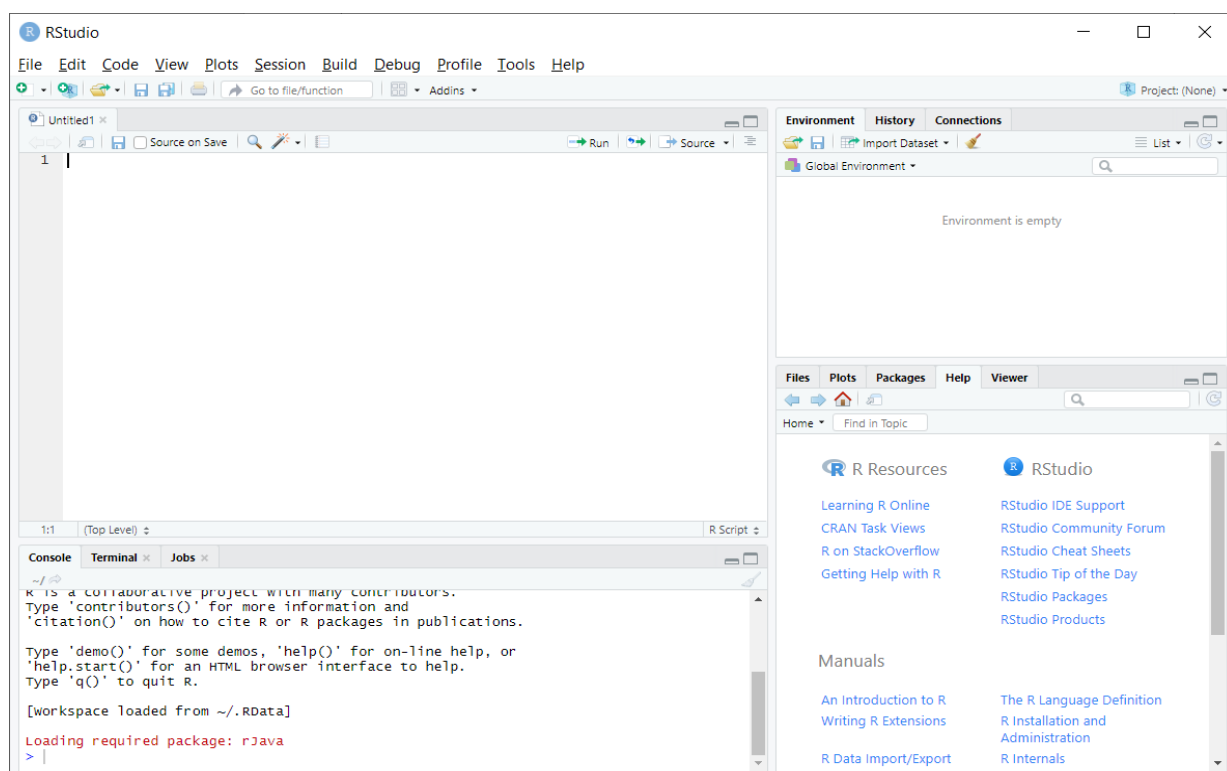 RStudio
File Edit Code View Plots Session Build Debug Profile Tools Help
Go to file/function Addins Project: (None)
Untitled1
Source on Save Run Source
1
1:1 (Top Level) R Script
Console Terminal Jobs
~/
R is a collaborative project with many contributors.
Type 'contributors()' for more information and
'citation()' on how to cite R or R packages in publications.
Type 'demo()' for some demos, 'help()' for on-line help, or
'help.start()' for an HTML browser interface to help.
Type 'q()' to quit R.
[Workspace loaded from ~/.RData]
Loading required package: rJava
>
Environment History Connections
Import Dataset List
Global Environment
Environment is empty
Files Plots Packages Help Viewer
Home Find in Topic
R R Resources
Learning R Online
CRAN Task Views
R on StackOverflow
Getting Help with R
R RStudio
RStudio IDE Support
RStudio Community Forum
RStudio Cheat Sheets
RStudio Tip of the Day
RStudio Packages
RStudio Products
Manuals
An Introduction to R
Writing R Extensions
R Data Import/Export
The R Language Definition
R Installation and
Administration
R Internals